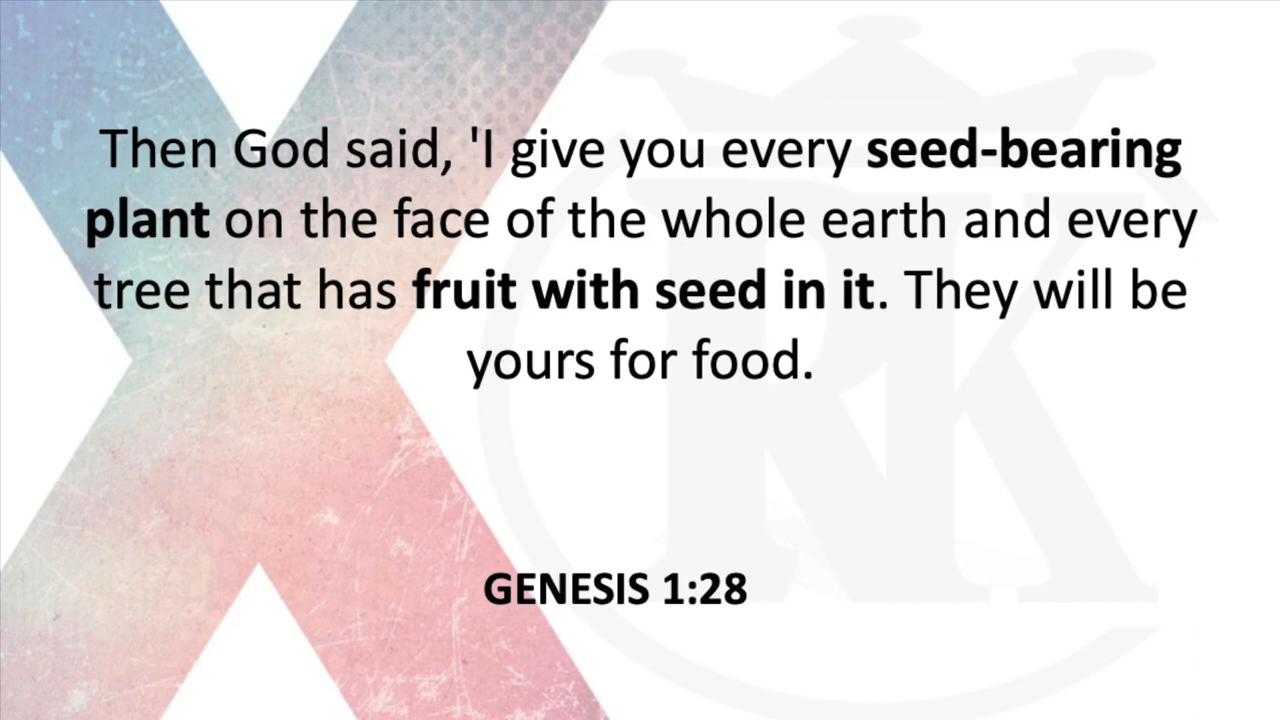 Then God said, 'I give you every seed-bearing
plant on the face of the whole earth and every
tree that has fruit with seed in it. They will be
yours for food.
GENESIS 1:28
RK